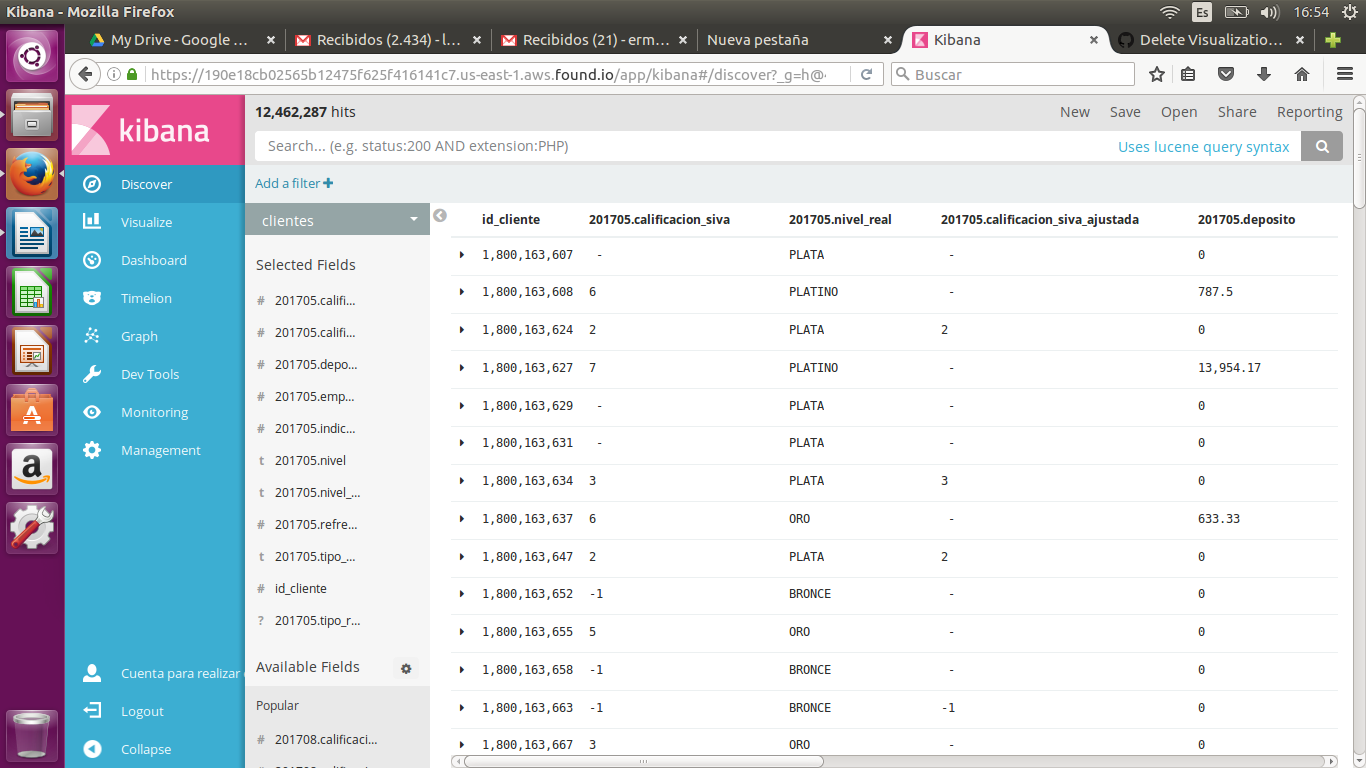 Kibana - Mozilla Firefox
Es
16:54
My Drive - Google ...
Recibidos (2.434) - l...
Recibidos (21) - erm...
Nueva pestaña
Kibana
Delete Visualizatio...
https://190e18cb02565b12475f625f416141c7.us-east-1.aws.found.io/app/kibana#/discover?_g=h@
Buscar
kibana
12,462,287 hits
New
Save
Open
Share
Reporting
Search... (e.g. status:200 AND extension:PHP)
Uses lucene query syntax
Add a filter +
Discover
Visualize
Dashboard
Timelion
Graph
Dev Tools
Monitoring
Management
Cuenta para realizar
Logout
Collapse
clientes
Selected Fields
# 201705.califi...
# 201705.califi...
# 201705.depo...
# 201705.emp...
# 201705.indic...
t 201705.nivel
t 201705.nivel_...
# 201705.refre...
t 201705.tipo_...
# id_cliente
? 201705.tipo_r...
Available Fields
Popular
# 201708.calificaci...
id_cliente 201705.calificacion_siva 201705.nivel_real 201705.calificacion_siva_ajustada 201705.deposito
1,800,163,607 - PLATA - 0
1,800,163,608 6 PLATINO - 787.5
1,800,163,624 2 PLATA 2 0
1,800,163,627 7 PLATINO - 13,954.17
1,800,163,629 - PLATA - 0
1,800,163,631 - PLATA - 0
1,800,163,634 3 PLATA 3 0
1,800,163,637 6 ORO - 633.33
1,800,163,647 2 PLATA 2 0
1,800,163,652 -1 BRONCE - 0
1,800,163,655 5 ORO - 0
1,800,163,658 -1 BRONCE - 0
1,800,163,663 -1 BRONCE -1 0
1,800,163,667 3 ORO - 0